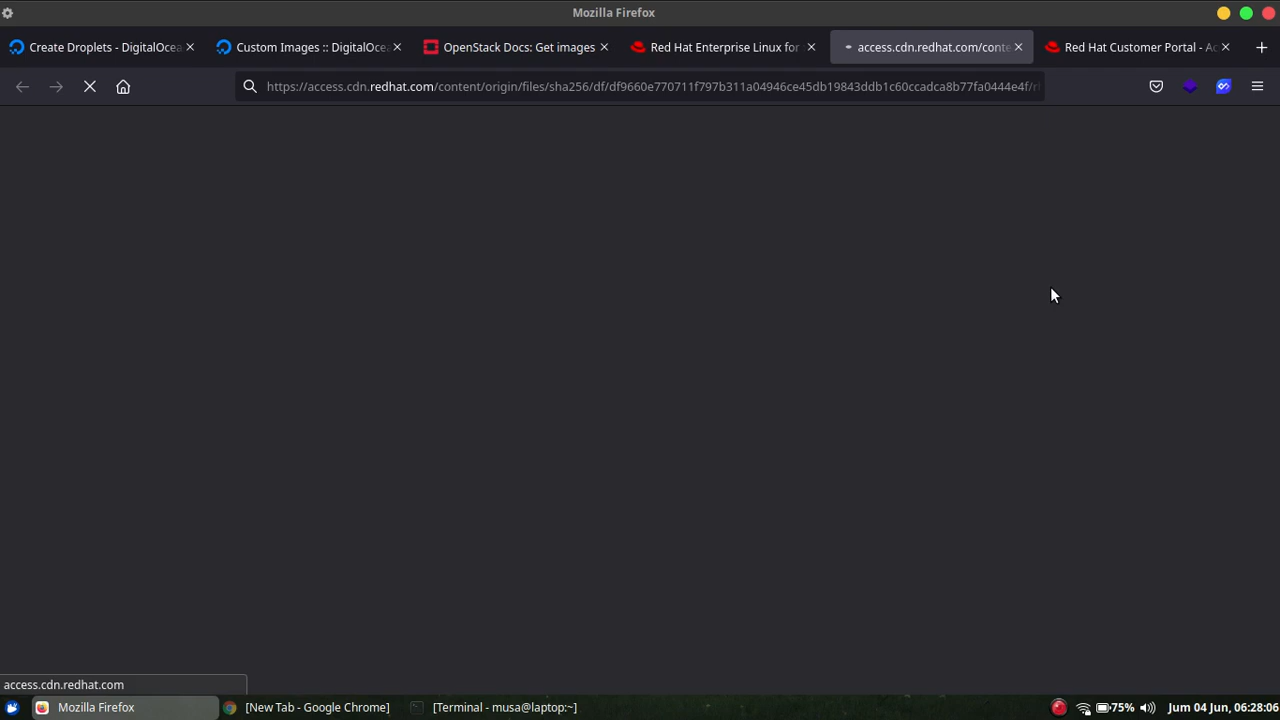 Mozilla Firefox
Create Droplets - DigitalOcea
Custom Images :: DigitalOcea
OpenStack Docs: Get images
Red Hat Enterprise Linux for
access.cdn.redhat.com/conte
Red Hat Customer Portal - Ac
https://access.cdn.redhat.com/content/origin/files/sha256/df/df9660e770711f797b311a04946ce45db19843ddb1c60ccadca8b77fa0444e4f/r
access.cdn.redhat.com
Mozilla Firefox
[New Tab - Google Chrome]
[Terminal - musa@laptop:~]
75%
Jum 04 Jun, 06:28:06